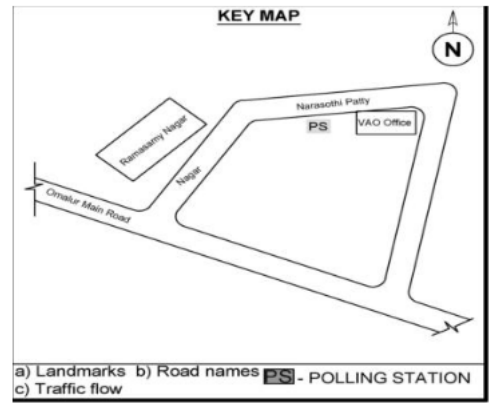 KEY MAP
N
Narasothi Patty
PS
VAO Office
Ramasamy Nagar
Nagar
Omalur Main Road
a) Landmarks b) Road names PS - POLLING STATION
c) Traffic flow